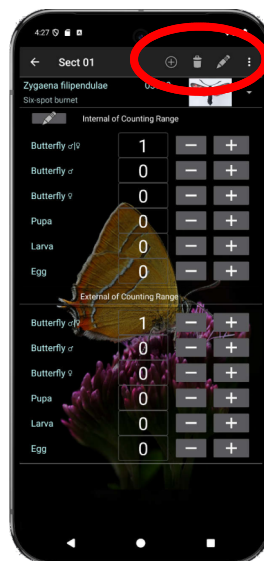 4:27
Sect 01
Zygaena filipendulae
Six-spot burnet
Internal of Counting Range
Butterfly ♂|♀ 1 − +
Butterfly ♂ 0 − +
Butterfly ♀ 0 − +
Pupa 0 − +
Larva 0 − +
Egg 0 − +
External of Counting Range
Butterfly ♂|♀ 1 − +
Butterfly ♂ 0 − +
Butterfly ♀ 0 − +
Pupa 0 − +
Larva 0 − +
Egg 0 − +